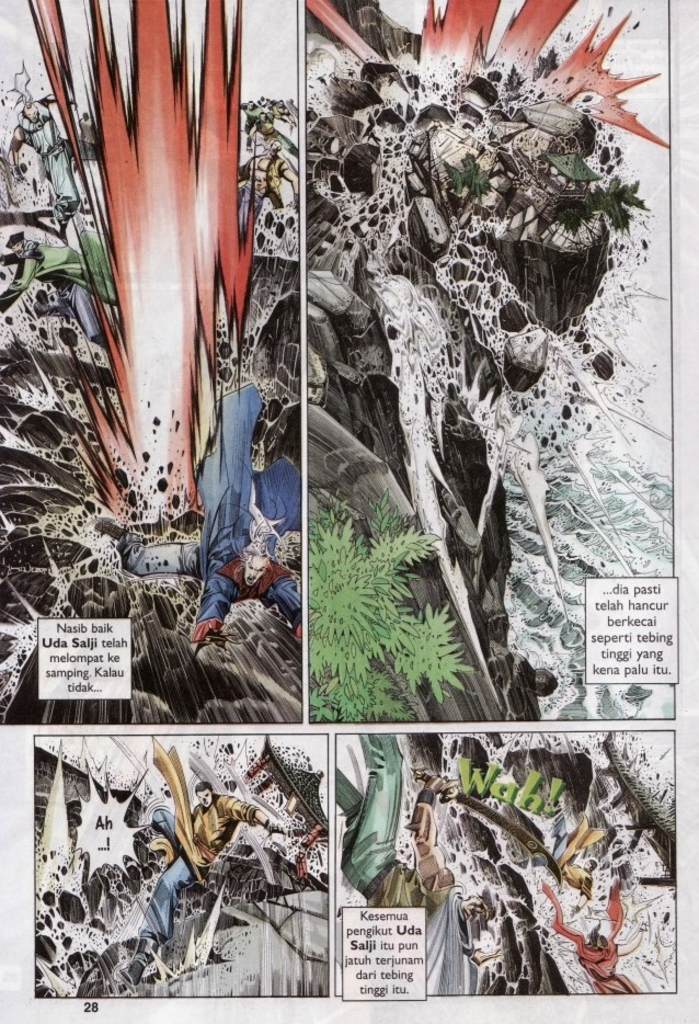 Nasib baik
Uda Salji telah
melompat ke
samping. Kalau
tidak...
...dia pasti
telah hancur
berkecai
seperti tebing
tinggi yang
kena palu itu.
Ah
...!
Wah!
Kesemua
pengikut Uda
Salji itu pun
jatuh terjunam
dari tebing
tinggi itu.
28